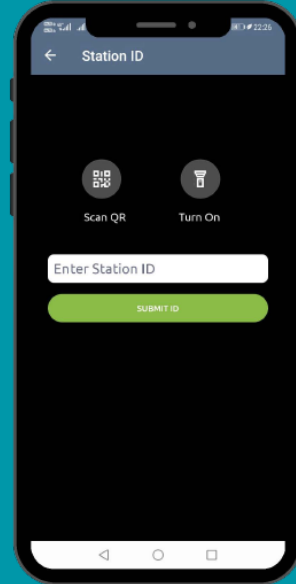 22:26
Station ID
Scan QR Turn On
Enter Station ID
SUBMIT ID